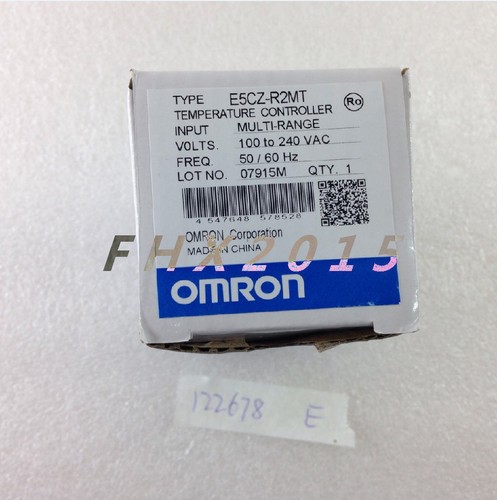 TYPE E5CZ-R2MT
TEMPERATURE CONTROLLER
Ro
INPUT MULTI-RANGE
VOLTS. 100 to 240 VAC
FREQ. 50 / 60 Hz
LOT NO. 07915M QTY. 1
4 547648 578528
OMRON Corporation
MADE IN CHINA
FHX2015
OMRON
122678 E